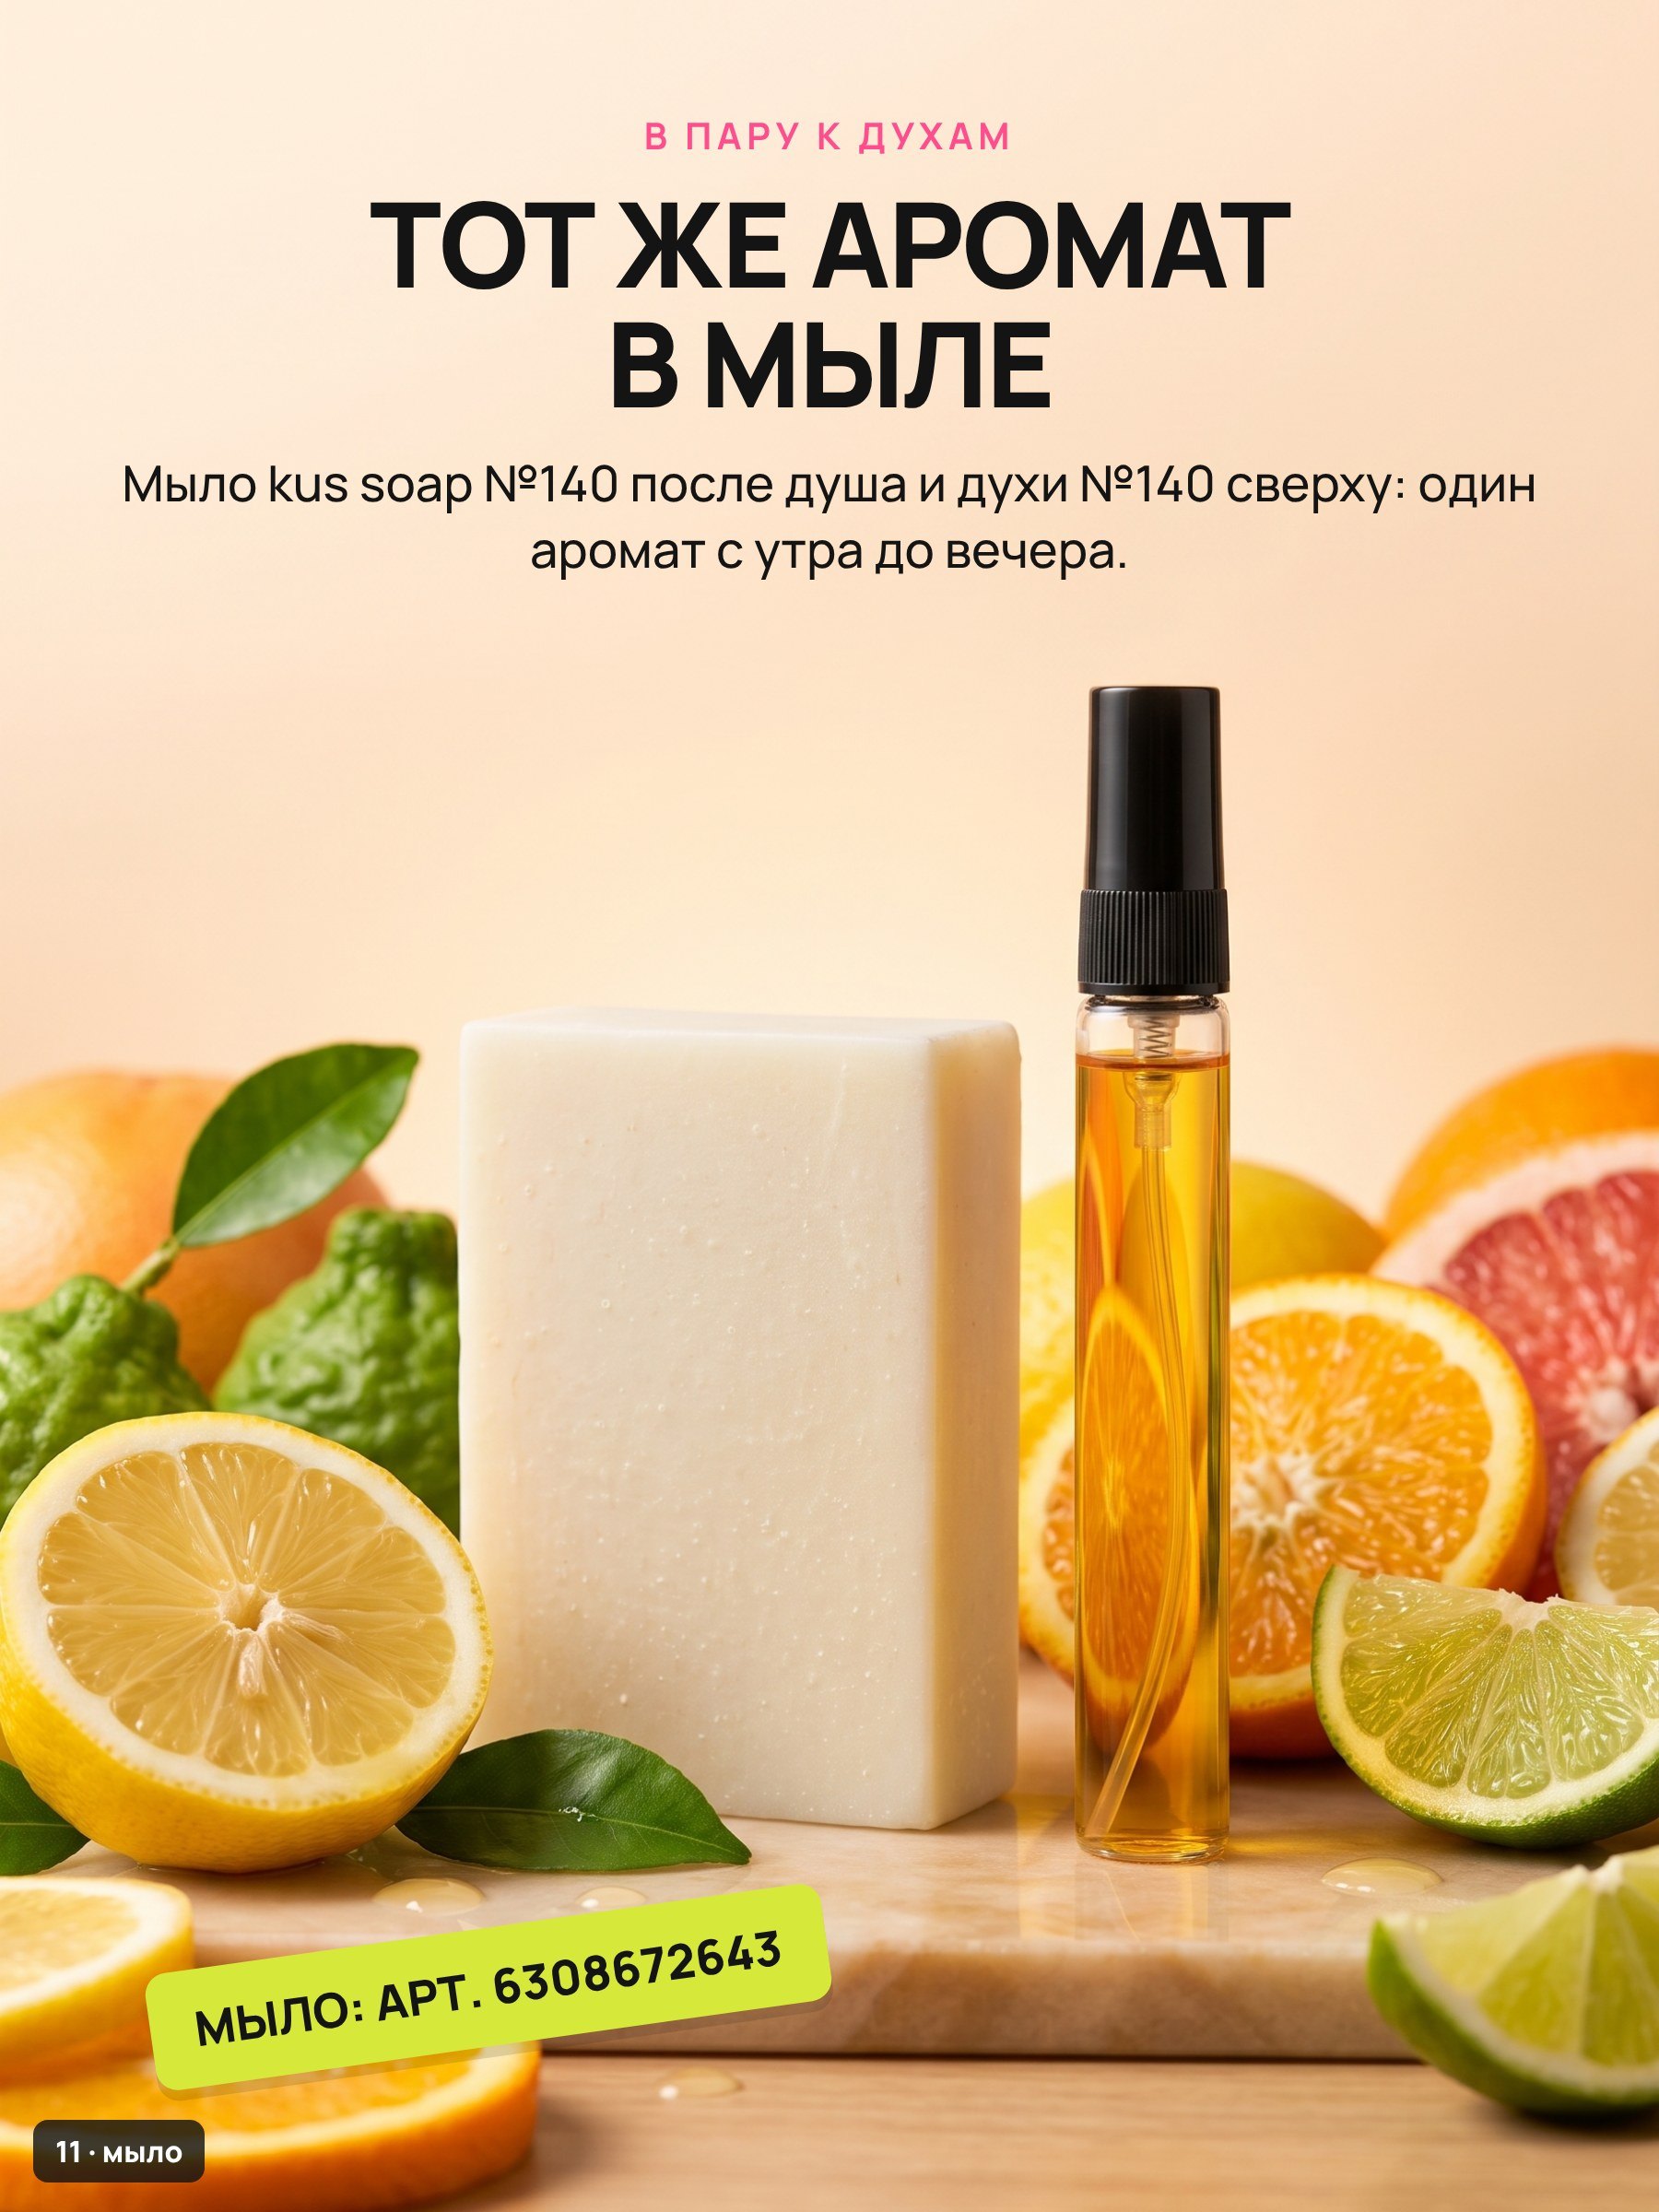 В ПАРУ К ДУХАМ
ТОТ ЖЕ АРОМАТ
В МЫЛЕ
Мыло kus soap №140 после душа и духи №140 сверху: один
аромат с утра до вечера.
МЫЛО: АРТ. 6308672643
11 · мыло